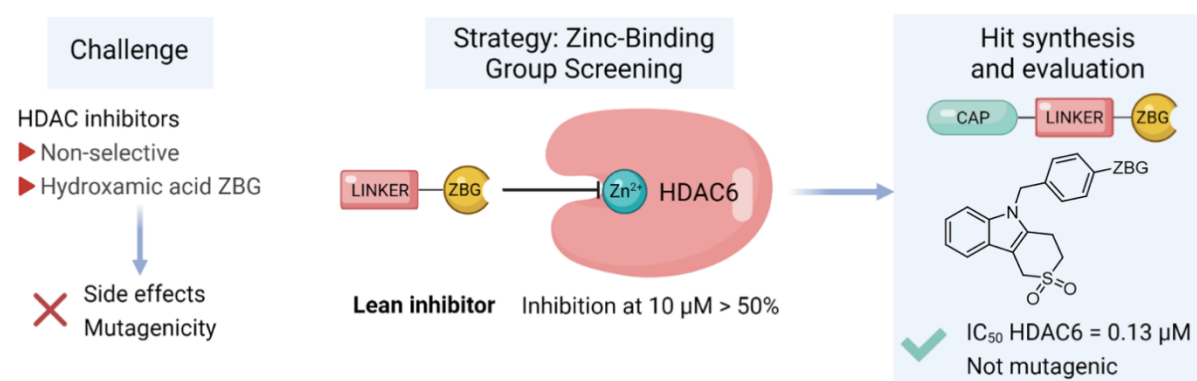 Challenge
HDAC inhibitors
Non-selective
Hydroxamic acid ZBG
Side effects
Mutagenicity
Strategy: Zinc-Binding
Group Screening
LINKER
ZBG
Zn²⁺
HDAC6
Lean inhibitor
Inhibition at 10 μM > 50%
Hit synthesis
and evaluation
CAP
LINKER
ZBG
ZBG
N
S
O
O
IC₅₀ HDAC6 = 0.13 μM
Not mutagenic